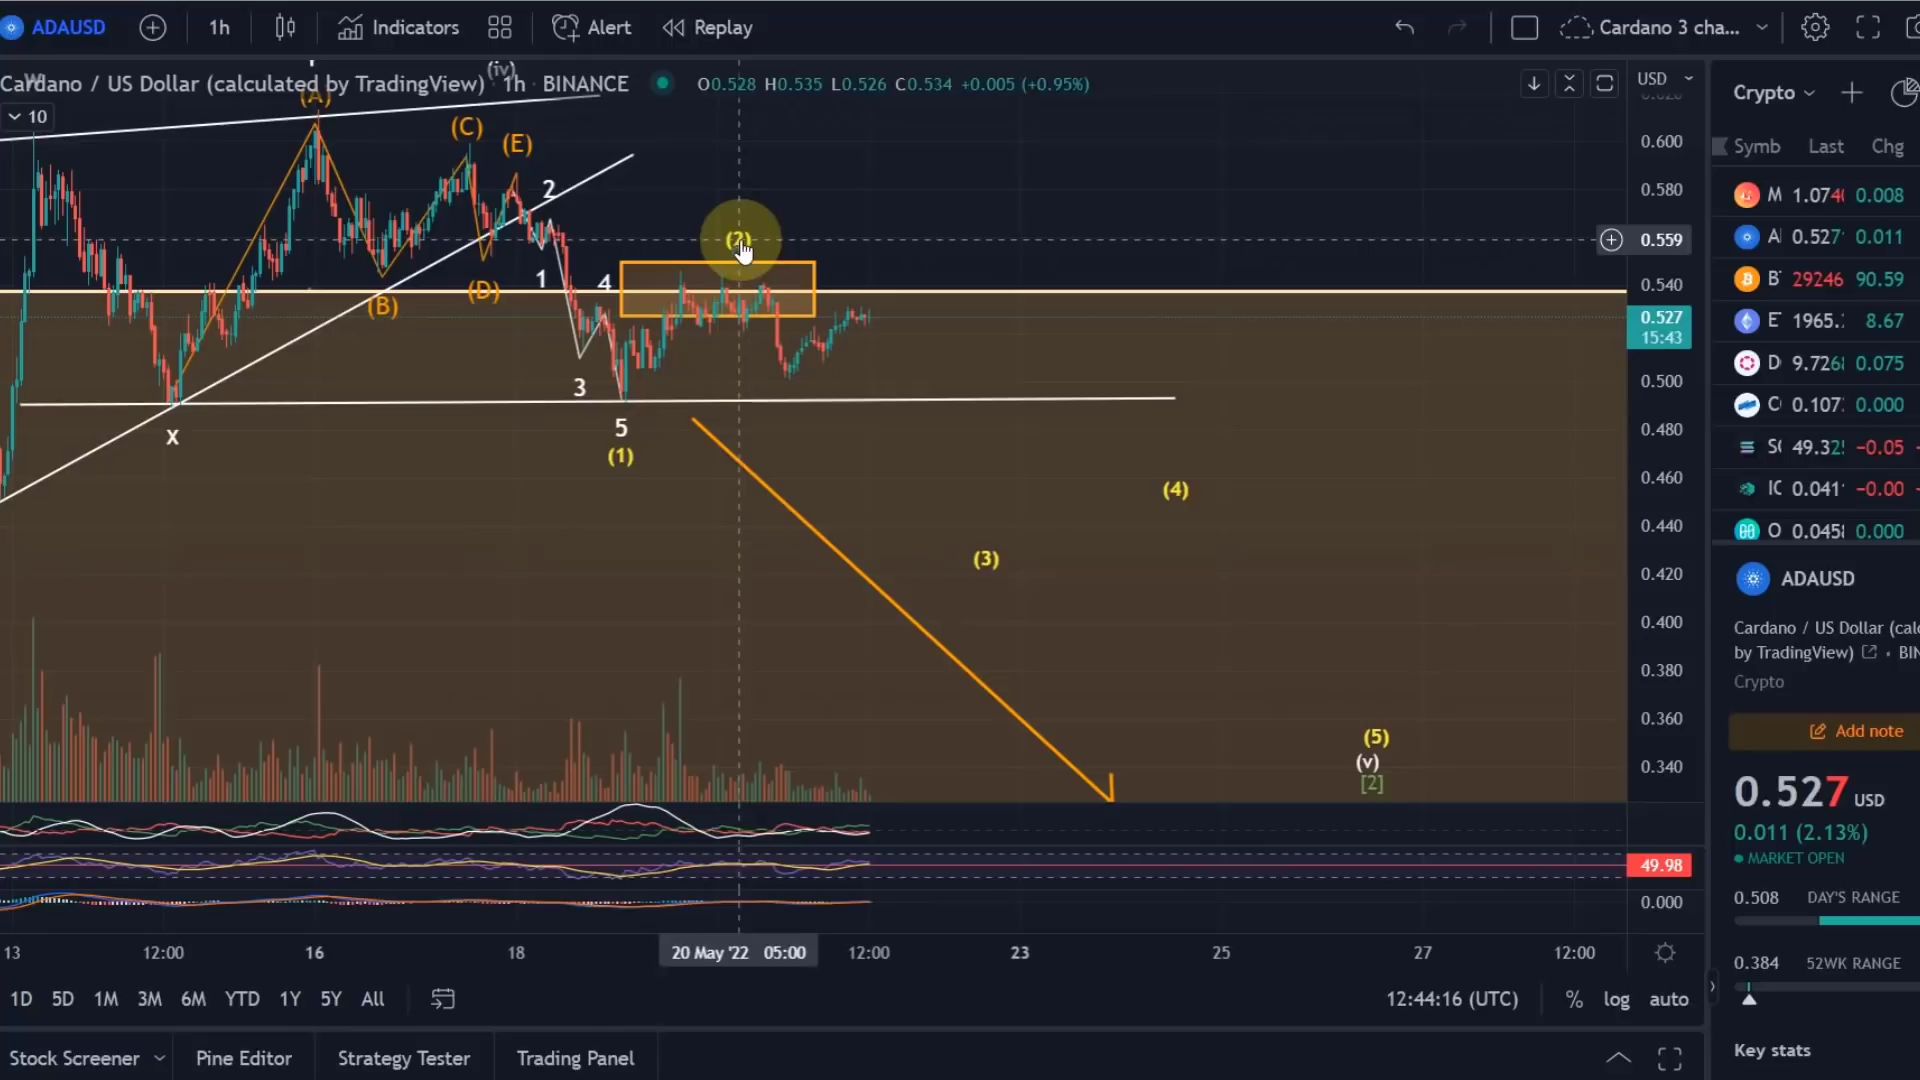 ADAUSD
1h
Indicators
Alert
Replay
Cardano 3 cha...
Cardano / US Dollar (calculated by TradingView) · 1h · BINANCE
O0.528 H0.535 L0.526 C0.534 +0.005 (+0.95%)
USD
10
(iv)
(A)
(B)
(C)
(D)
(E)
1
2
3
4
5
(1)
(2)
(3)
(4)
(5)
(v)
[2]
X
0.600
0.580
0.559
0.540
0.527
15:43
0.500
0.480
0.460
0.440
0.420
0.400
0.380
0.360
0.340
49.98
0.000
13
12:00
16
18
20 May '22 05:00
12:00
23
25
27
12:00
1D 5D 1M 3M 6M YTD 1Y 5Y All
12:44:16 (UTC)
% log auto
Stock Screener
Pine Editor
Strategy Tester
Trading Panel
Crypto
Symb Last Chg
M 1.074 0.008
0.527 0.011
29246 90.59
E 1965. 8.67
D 9.726 0.075
0.107 0.000
49.32 −0.05
IC 0.041 −0.00
O 0.045 0.000
ADAUSD
Cardano / US Dollar (calc
by TradingView) • BIN
Crypto
Add note
0.527 USD
0.011 (2.13%)
MARKET OPEN
0.508 DAY'S RANGE
0.384 52WK RANGE
Key stats